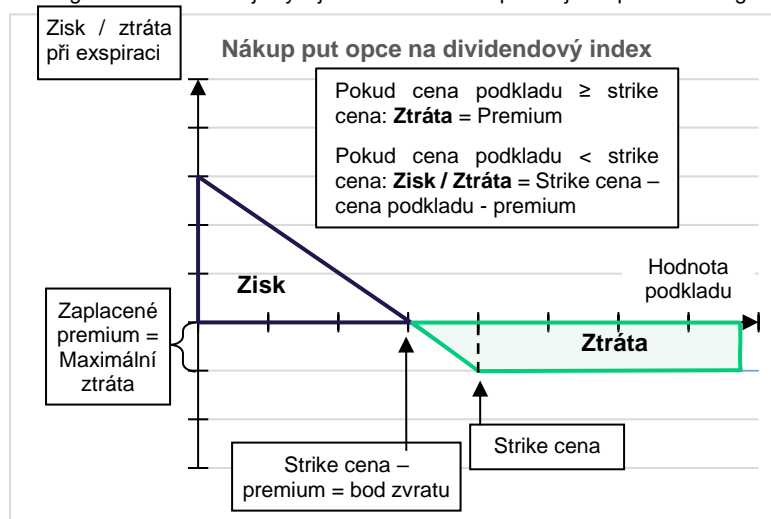 Zisk / ztráta
při exspiraci
Nákup put opce na dividendový index
Pokud cena podkladu ≥ strike
cena: Ztráta = Premium
Pokud cena podkladu < strike
cena: Zisk / Ztráta = Strike cena –
cena podkladu - premium
Zisk
Hodnota
podkladu
Zaplacené
premium =
Maximální
ztráta
Ztráta
Strike cena
Strike cena –
premium = bod zvratu